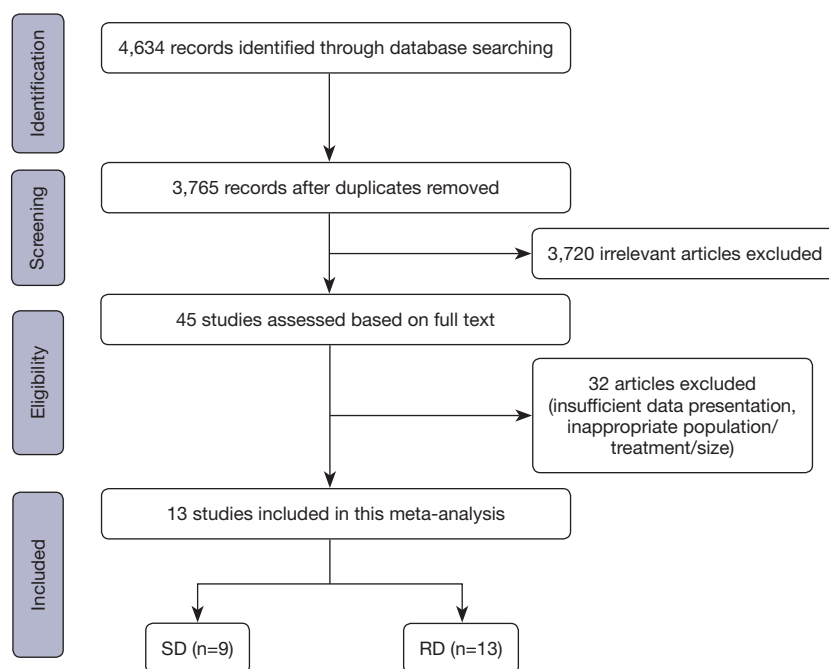 Identification
4,634 records identified through database searching
Screening
3,765 records after duplicates removed
3,720 irrelevant articles excluded
Eligibility
45 studies assessed based on full text
32 articles excluded
(insufficient data presentation,
inappropriate population/
treatment/size)
Included
13 studies included in this meta-analysis
SD (n=9)
RD (n=13)